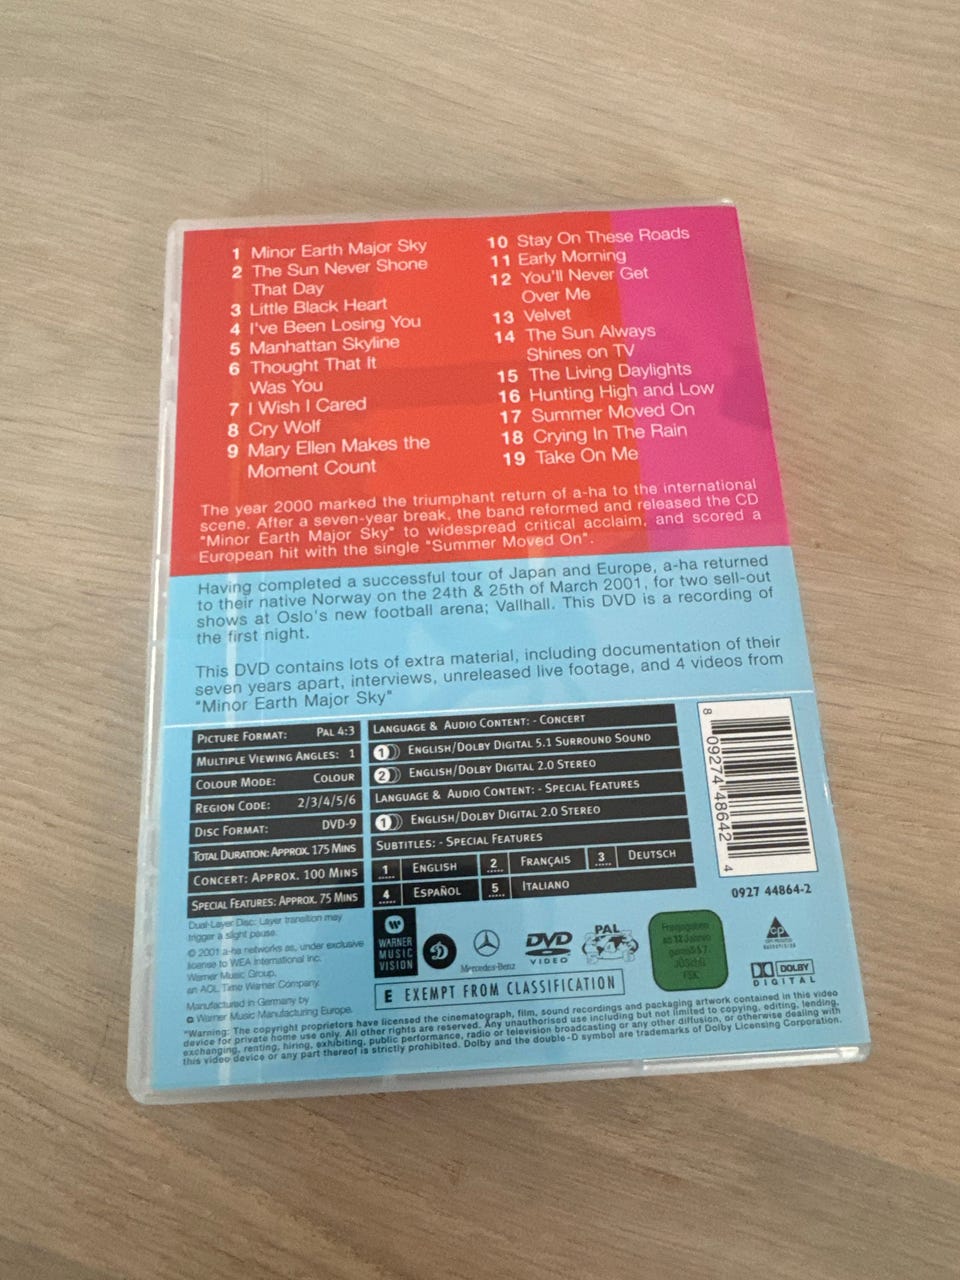 1 Minor Earth Major Sky
2 The Sun Never Shone
That Day
3 Little Black Heart
4 I've Been Losing You
5 Manhattan Skyline
6 Thought That It
Was You
7 I Wish I Cared
8 Cry Wolf
9 Mary Ellen Makes the
Moment Count
10 Stay On These Roads
11 Early Morning
12 You'll Never Get
Over Me
13 Velvet
14 The Sun Always
Shines on TV
15 The Living Daylights
16 Hunting High and Low
17 Summer Moved On
18 Crying In The Rain
19 Take On Me
The year 2000 marked the triumphant return of a-ha to the international
scene. After a seven-year break, the band reformed and released the CD
"Minor Earth Major Sky" to widespread critical acclaim, and scored a
European hit with the single "Summer Moved On".
Having completed a successful tour of Japan and Europe, a-ha returned
to their native Norway on the 24th & 25th of March 2001, for two sell-out
shows at Oslo's new football arena; Vallhall. This DVD is a recording of
the first night.
This DVD contains lots of extra material, including documentation of their
seven years apart, interviews, unreleased live footage, and 4 videos from
"Minor Earth Major Sky"
PICTURE FORMAT: PAL 4:3
MULTIPLE VIEWING ANGLES: 1
COLOUR MODE: COLOUR
REGION CODE: 2/3/4/5/6
DISC FORMAT: DVD-9
TOTAL DURATION: APPROX. 175 MINS
CONCERT: APPROX. 100 MINS
SPECIAL FEATURES: APPROX. 75 MINS
LANGUAGE & AUDIO CONTENT: - CONCERT
1 ENGLISH/DOLBY DIGITAL 5.1 SURROUND SOUND
2 ENGLISH/DOLBY DIGITAL 2.0 STEREO
LANGUAGE & AUDIO CONTENT: - SPECIAL FEATURES
1 ENGLISH/DOLBY DIGITAL 2.0 STEREO
SUBTITLES: - SPECIAL FEATURES
1 ENGLISH 2 FRANÇAIS 3 DEUTSCH
4 ESPAÑOL 5 ITALIANO
8 09274 48642 4
0927 44864-2
Dual-Layer Disc: Layer transition may
trigger a slight pause.
© 2001 a-ha networks as, under exclusive
license to WEA International Inc.
Warner Music Group,
an AOL Time Warner Company.
Manufactured in Germany by
Warner Music Manufacturing Europe.
WARNER
MUSIC
VISION
Mercedes-Benz
DVD
VIDEO
PAL
Freigegeben
ab 12 Jahren
gemäß § 7
JÖSchG
FSK
DOLBY
DIGITAL
E EXEMPT FROM CLASSIFICATION
"Warning: The copyright proprietors have licensed the cinematograph, film, sound recordings and packaging artwork contained in this video
device for private home use only. All other rights are reserved. Any unauthorised use including but not limited to copying, editing, lending,
exchanging, renting, hiring, exhibiting, public performance, radio or television broadcasting or any other diffusion, or otherwise dealing with
this video device or any part thereof is strictly prohibited. Dolby and the double-D symbol are trademarks of Dolby Licensing Corporation.